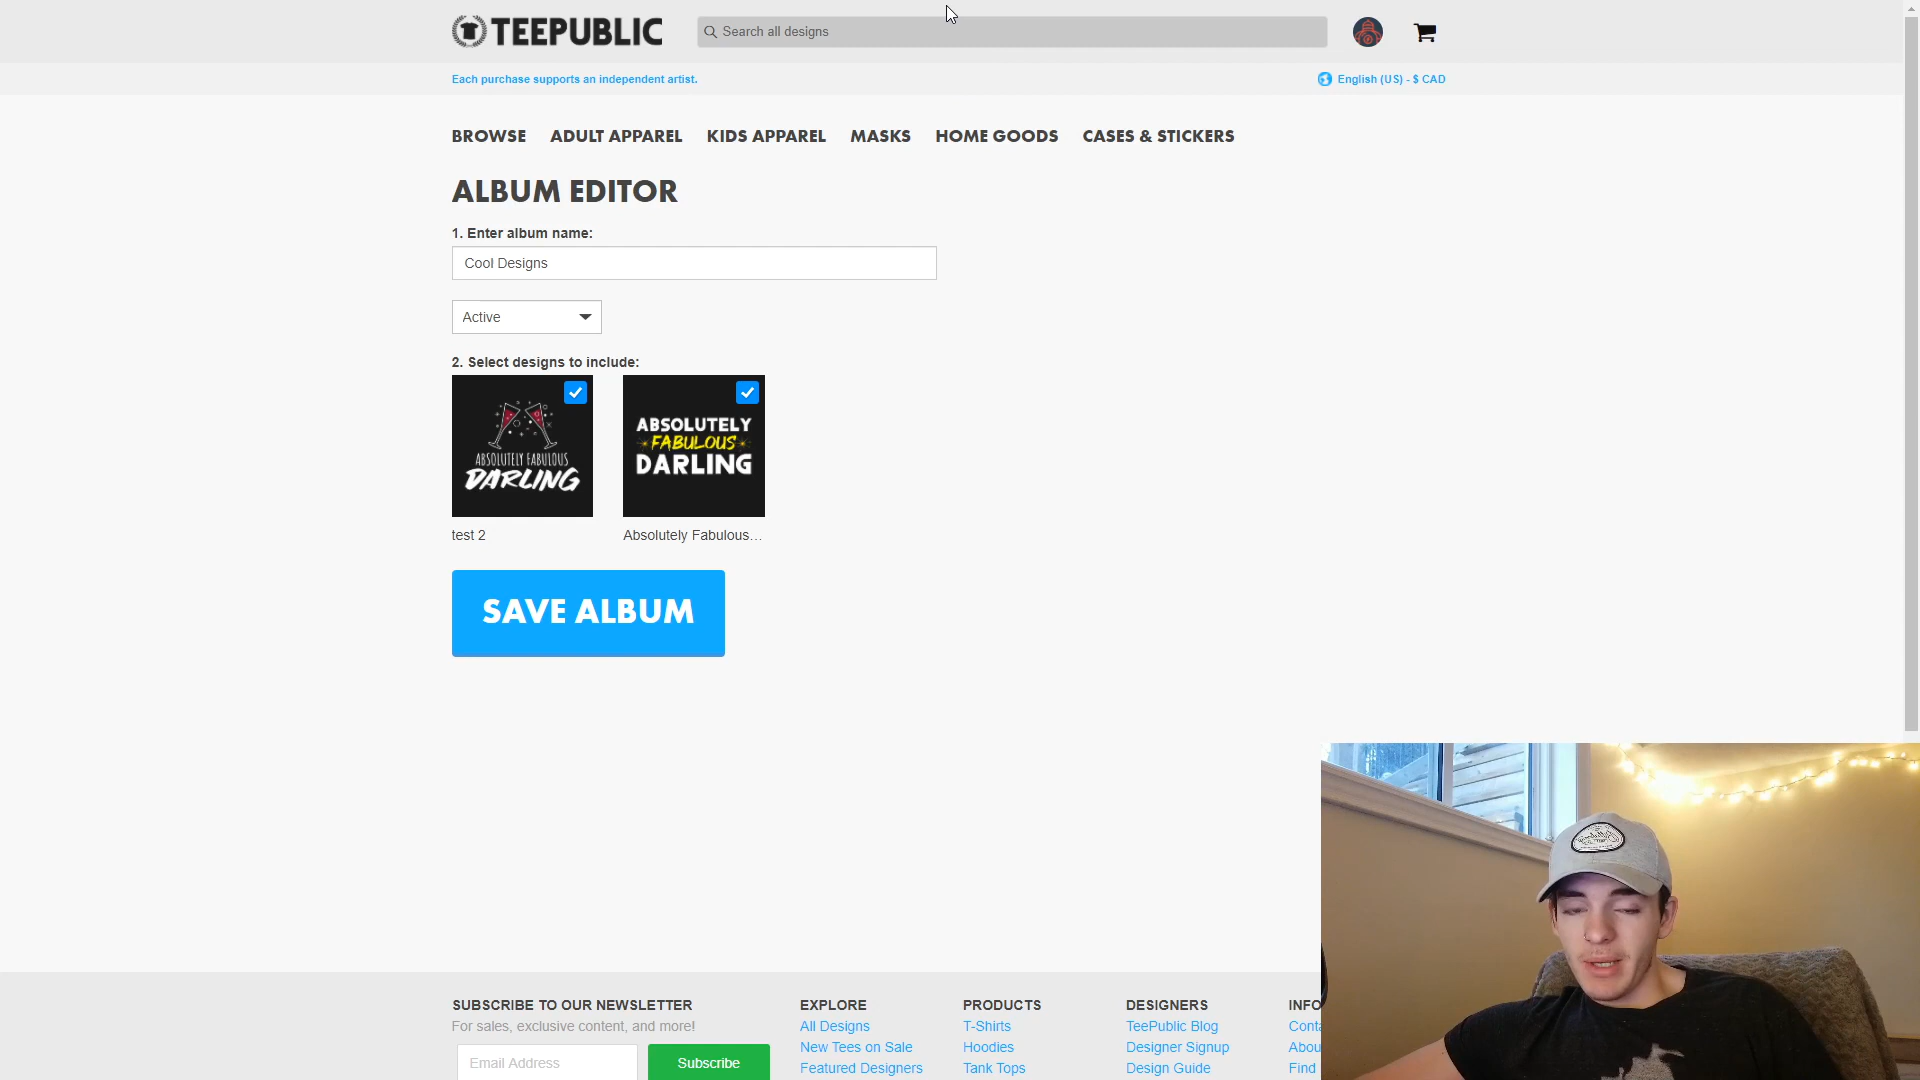 TEEPUBLIC
Search all designs
Each purchase supports an independent artist.
English (US) - $ CAD
BROWSE ADULT APPAREL KIDS APPAREL MASKS HOME GOODS CASES & STICKERS
ALBUM EDITOR
1. Enter album name:
Cool Designs
Active
2. Select designs to include:
ABSOLUTELY FABULOUS
DARLING
test 2
ABSOLUTELY
FABULOUS
DARLING
Absolutely Fabulous...
SAVE ALBUM
SUBSCRIBE TO OUR NEWSLETTER
For sales, exclusive content, and more!
Email Address
Subscribe
EXPLORE
All Designs
New Tees on Sale
Featured Designers
PRODUCTS
T-Shirts
Hoodies
Tank Tops
DESIGNERS
TeePublic Blog
Designer Signup
Design Guide
INFO
Conta
Abou
Find